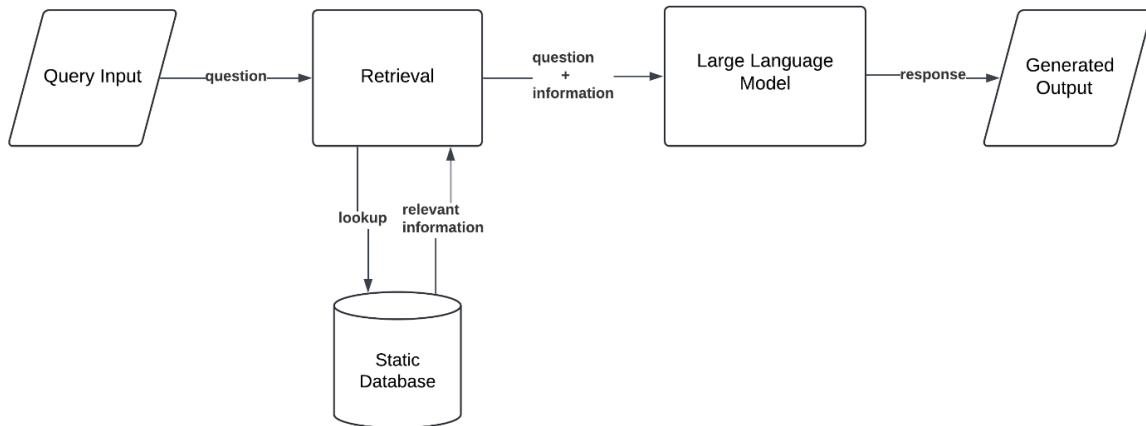 Query Input
question
Retrieval
question
+
information
Large Language
Model
response
Generated
Output
lookup
relevant
information
Static
Database